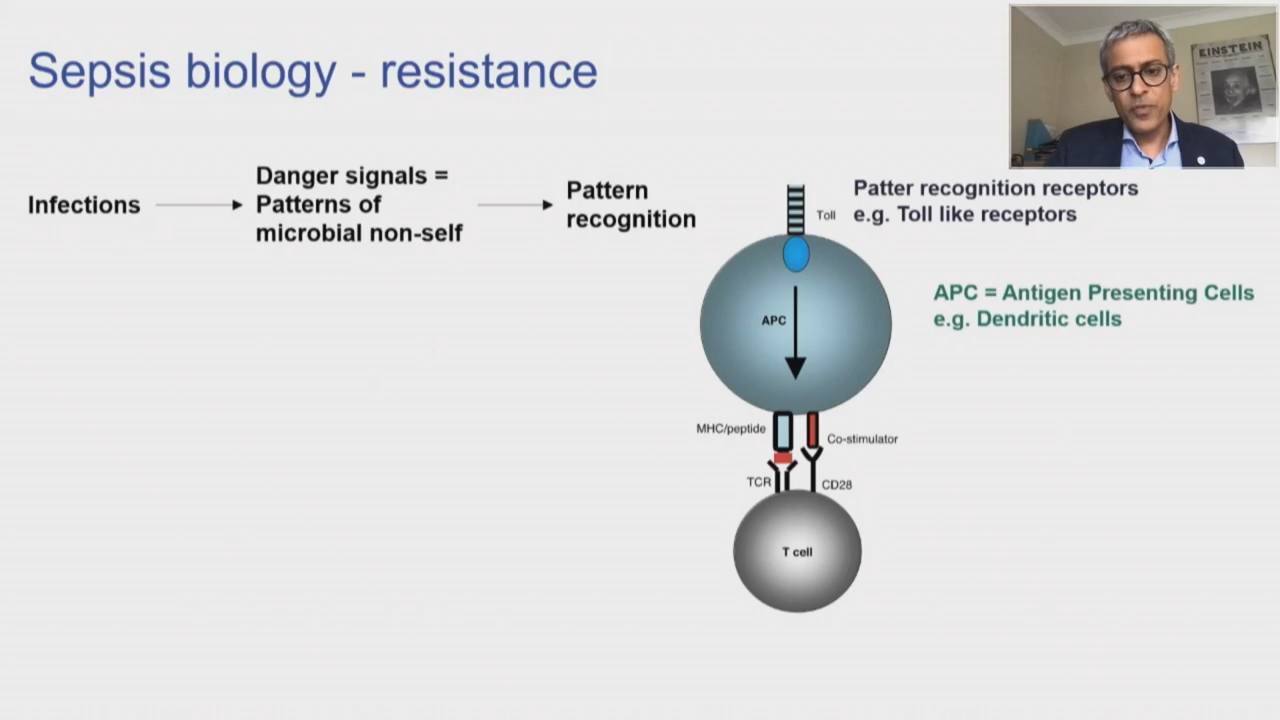 Sepsis biology - resistance
EINSTEIN
Infections
Danger signals =
Patterns of
microbial non-self
Pattern
recognition
Toll
Patter recognition receptors
e.g. Toll like receptors
APC = Antigen Presenting Cells
e.g. Dendritic cells
APC
MHC/peptide
Co-stimulator
TCR
CD28
T cell